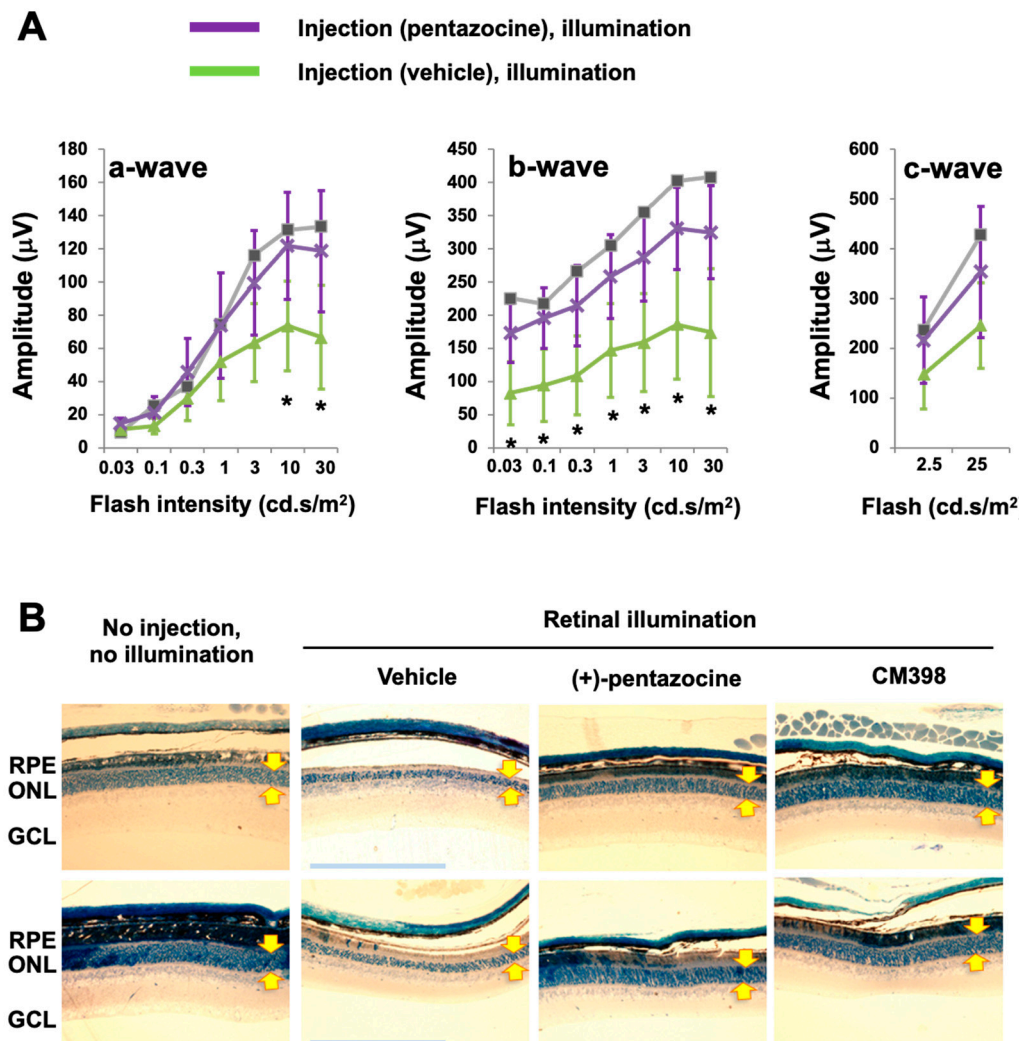 A
Injection (pentazocine), illumination
Injection (vehicle), illumination
a-wave
Amplitude (µV)
180
160
140
120
100
80
60
40
20
0
* *
0.03 0.1 0.3 1 3 10 30
Flash intensity (cd.s/m²)
b-wave
Amplitude (µV)
450
400
350
300
250
200
150
100
50
0
* * * * * * *
0.03 0.1 0.3 1 3 10 30
Flash intensity (cd.s/m²)
c-wave
Amplitude (µV)
600
500
400
300
200
100
0
2.5 25
Flash (cd.s/m²
B
No injection,
no illumination
Retinal illumination
Vehicle
(+)-pentazocine
CM398
RPE
ONL
GCL
RPE
ONL
GCL